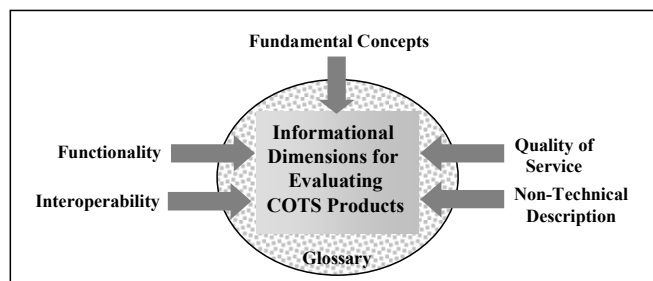 Fundamental Concepts
Informational
Dimensions for
Evaluating
COTS Products
Functionality
Interoperability
Quality of
Service
Non-Technical
Description
Glossary